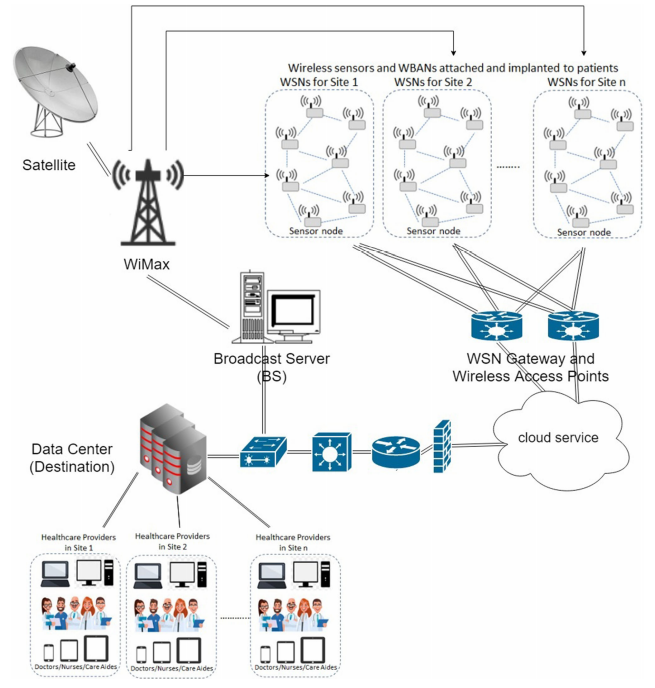 Wireless sensors and WBANs attached and implanted to patients
WSNs for Site 1
WSNs for Site 2
WSNs for Site n
Satellite
WiMax
........
Sensor node
Sensor node
Sensor node
Broadcast Server
(BS)
WSN Gateway and
Wireless Access Points
cloud service
Data Center
(Destination)
Healthcare Providers
in Site 1
Healthcare Providers
in Site 2
Healthcare Providers
in Site n
Doctors/Nurses/Care Aides
Doctors/Nurses/Care Aides
Doctors/Nurses/Care Aides